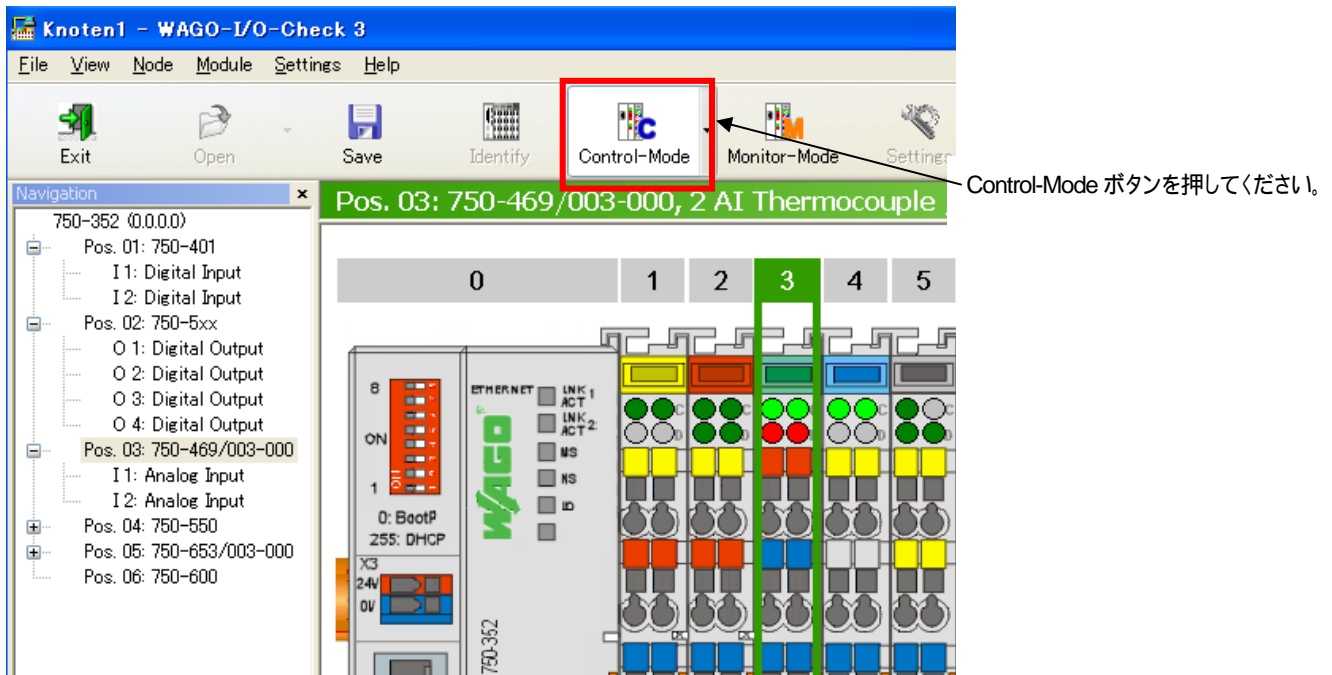 Knoten1 - WAGO-I/O-Check 3
File View Node Module Settings Help
Exit Open Save Identify Control-Mode Monitor-Mode Settings
Control-Mode ボタンを押してください。
Navigation
Pos. 03: 750-469/003-000, 2 AI Thermocouple
750-352 (0.0.0.0)
Pos. 01: 750-401
I 1: Digital Input
I 2: Digital Input
Pos. 02: 750-5xx
O 1: Digital Output
O 2: Digital Output
O 3: Digital Output
O 4: Digital Output
Pos. 03: 750-469/003-000
I 1: Analog Input
I 2: Analog Input
Pos. 04: 750-550
Pos. 05: 750-653/003-000
Pos. 06: 750-600
0 1 2 3 4 5
8
ON
1
ON
0: BootP
255: DHCP
X3
24V
0V
ETHERNET
LNK 1
ACT
LNK 2
ACT
MS
NS
I/O
WAGO
750-352
C
D
C
D
C
D
C
D
C
D